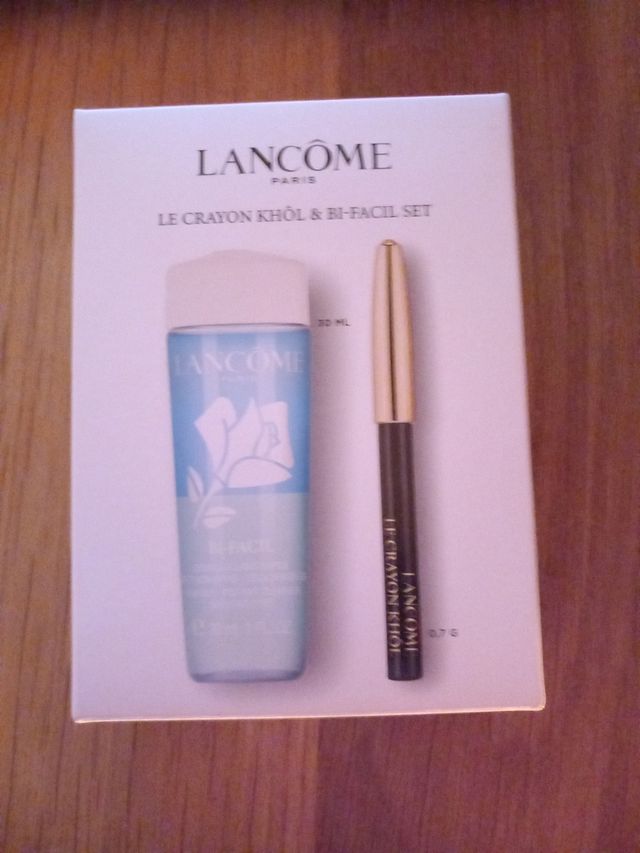 LANCÔME
PARIS
LE CRAYON KHÔL & BI-FACIL SET
30 ML
LANCÔME
PARIS
BI-FACIL
LANCÔME
LE CRAYON KHÔL
0,7 G